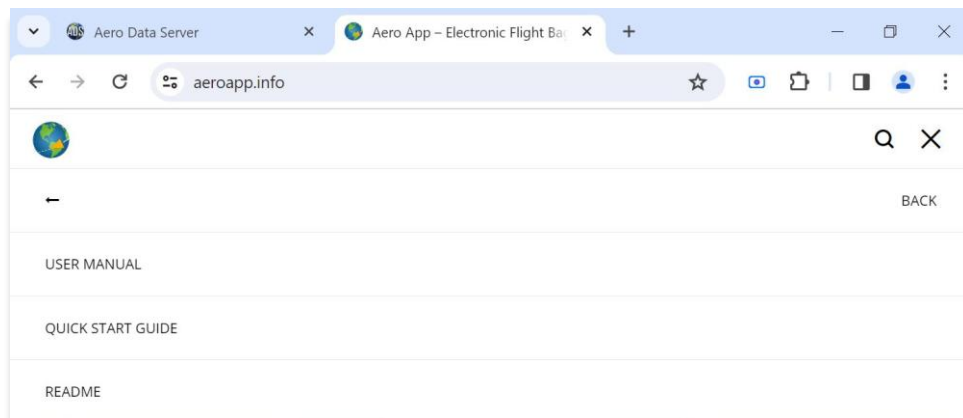 Aero Data Server
Aero App – Electronic Flight Ba
aeroapp.info
BACK
USER MANUAL
QUICK START GUIDE
README